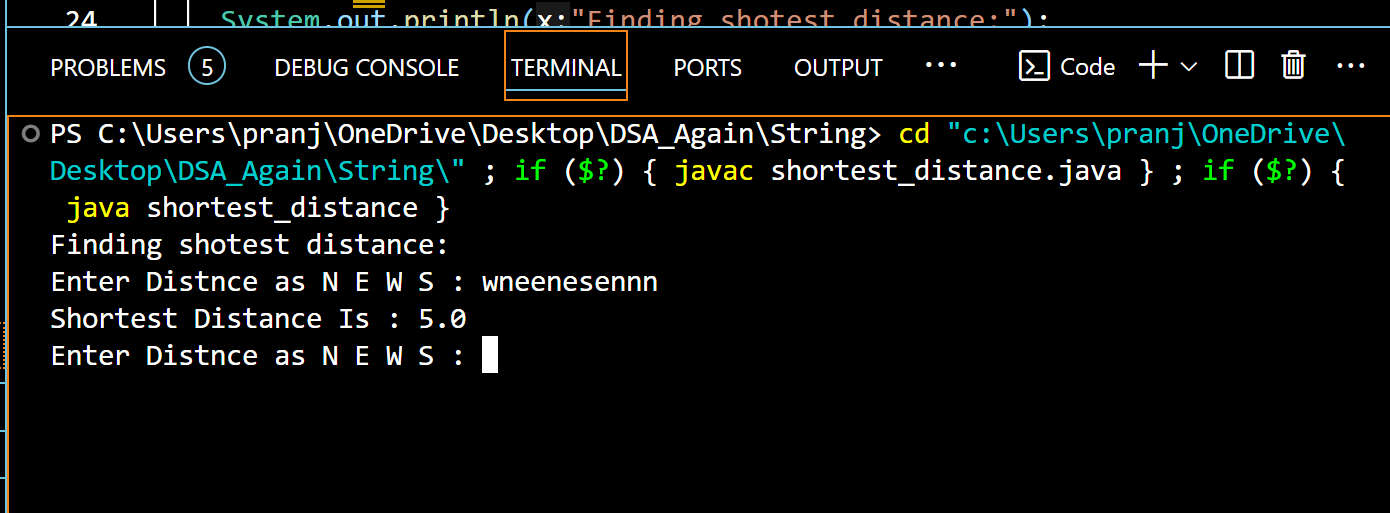 24 System.out.println(x:"Finding shotest distance:");
PROBLEMS 5 DEBUG CONSOLE TERMINAL PORTS OUTPUT ... Code
PS C:\Users\pranj\OneDrive\Desktop\DSA_Again\String> cd "c:\Users\pranj\OneDrive\
Desktop\DSA_Again\String\" ; if ($?) { javac shortest_distance.java } ; if ($?) {
java shortest_distance }
Finding shotest distance:
Enter Distnce as N E W S : wneenesennn
Shortest Distance Is : 5.0
Enter Distnce as N E W S :